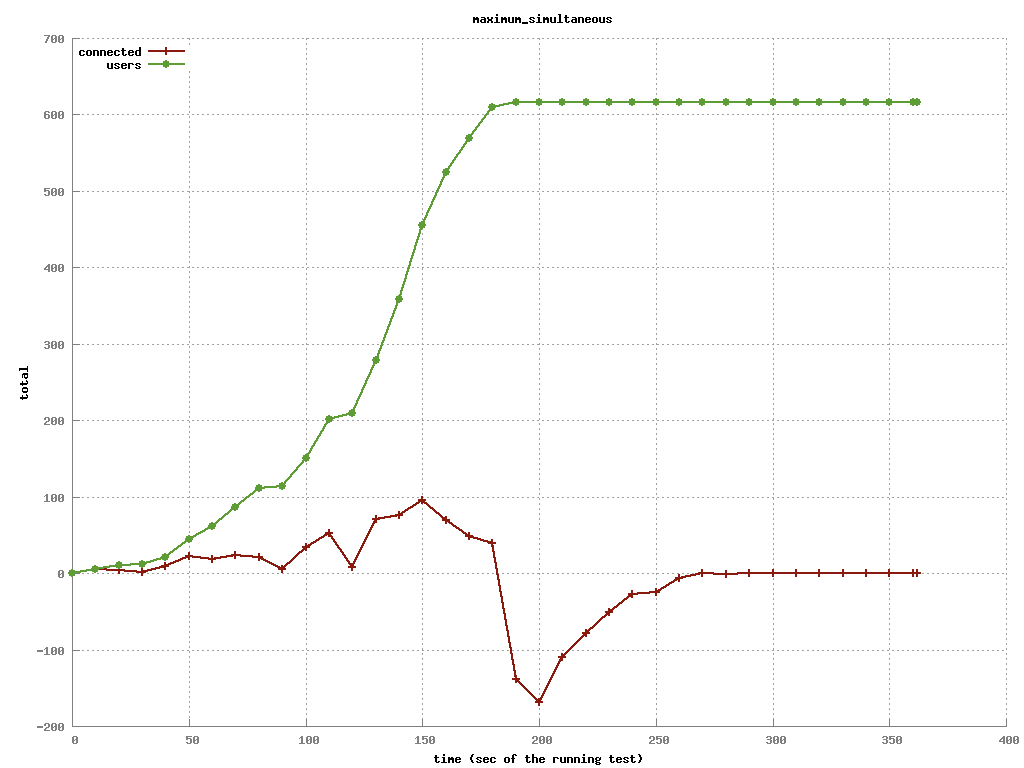 maximum_simultaneous
connected
users
700
600
500
400
300
200
100
0
-100
-200
total
0 50 100 150 200 250 300 350 400
time (sec of the running test)